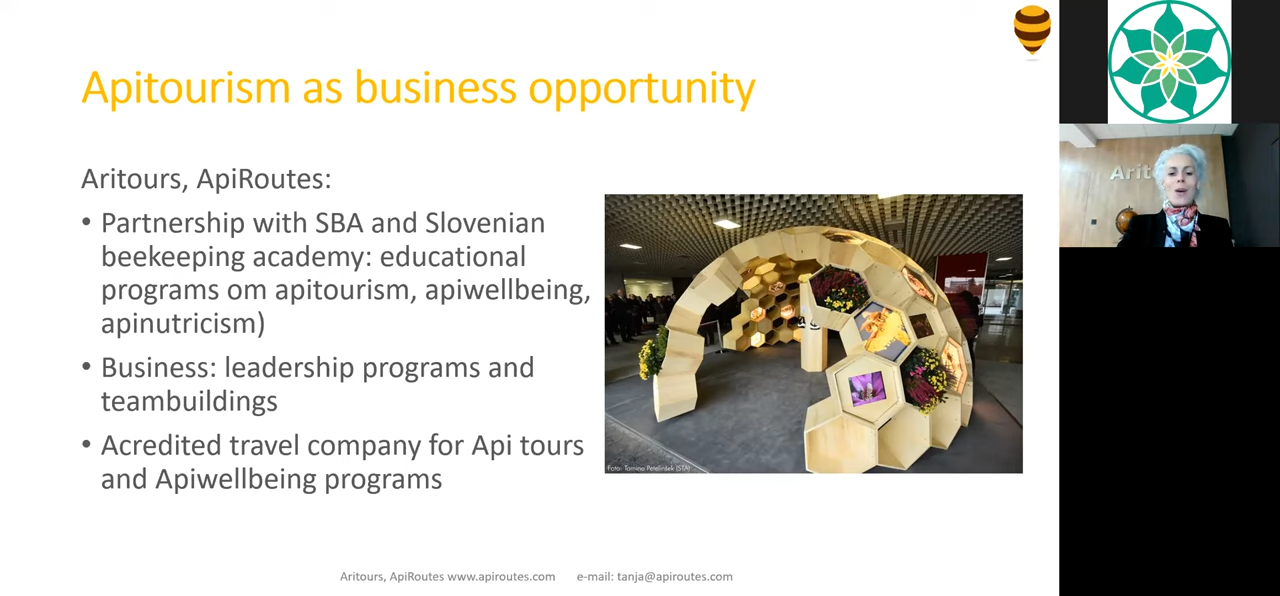 Apitourism as business opportunity
Aritours, ApiRoutes:
• Partnership with SBA and Slovenian
beekeeping academy: educational
programs om apitourism, apiwellbeing,
apinutricism)
• Business: leadership programs and
teambuildings
• Acredited travel company for Api tours
and Apiwellbeing programs
Foto: Tamino Petelinšek (STA)
Aritours, ApiRoutes www.apiroutes.com e-mail: tanja@apiroutes.com
Arit